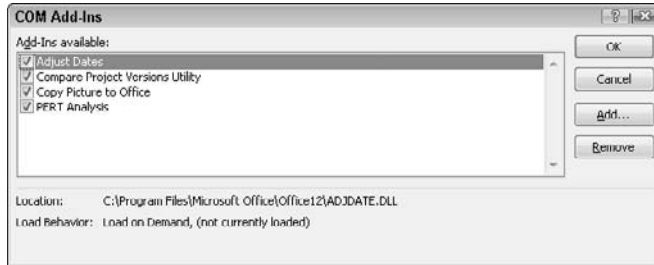 COM Add-Ins
Add-Ins available:
Adjust Dates
Compare Project Versions Utility
Copy Picture to Office
PERT Analysis
OK
Cancel
Add...
Remove
Location: C:\Program Files\Microsoft Office\Office12\ADJDATE.DLL
Load Behavior: Load on Demand, (not currently loaded)